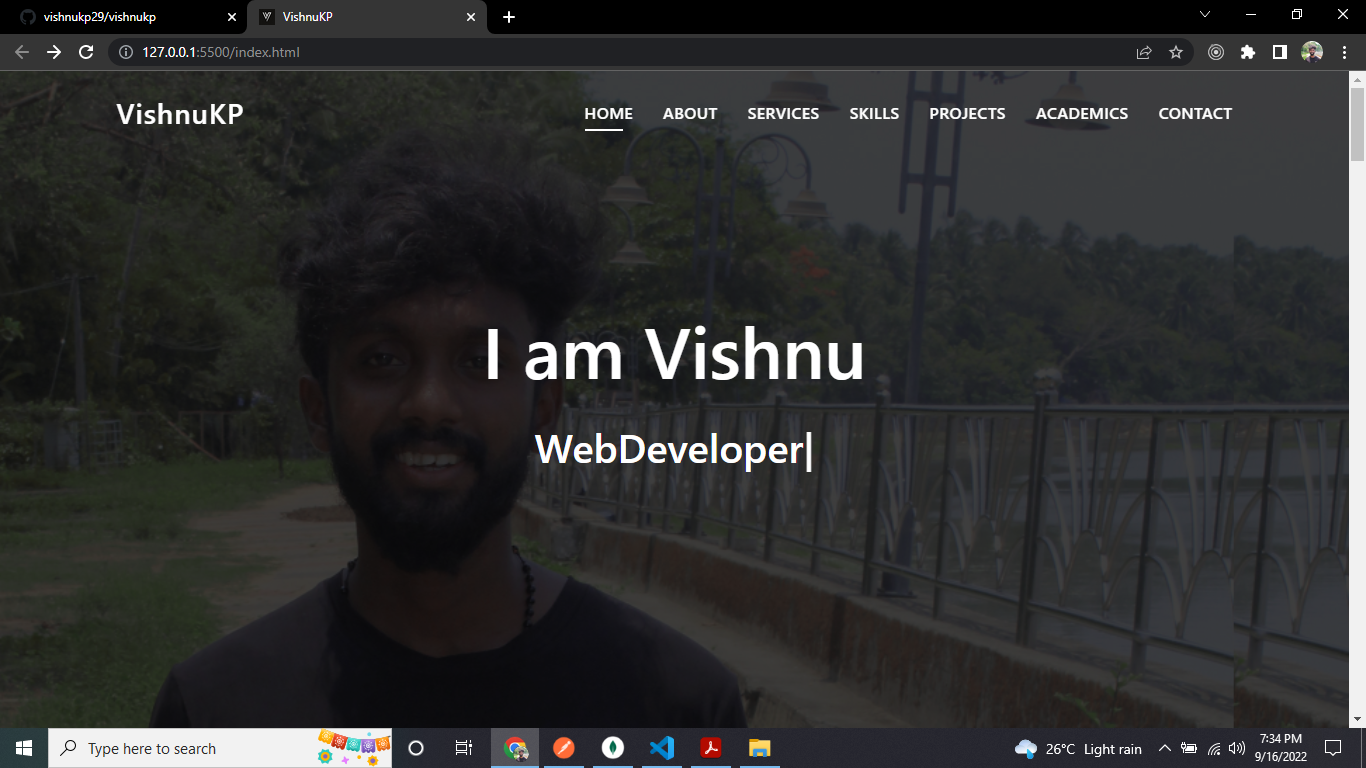 vishnukp29/vishnukp
VishnuKP
127.0.0.1:5500/index.html
VishnuKP
HOME ABOUT SERVICES SKILLS PROJECTS ACADEMICS CONTACT
I am Vishnu
WebDeveloper|
Type here to search
26°C Light rain
7:34 PM
9/16/2022